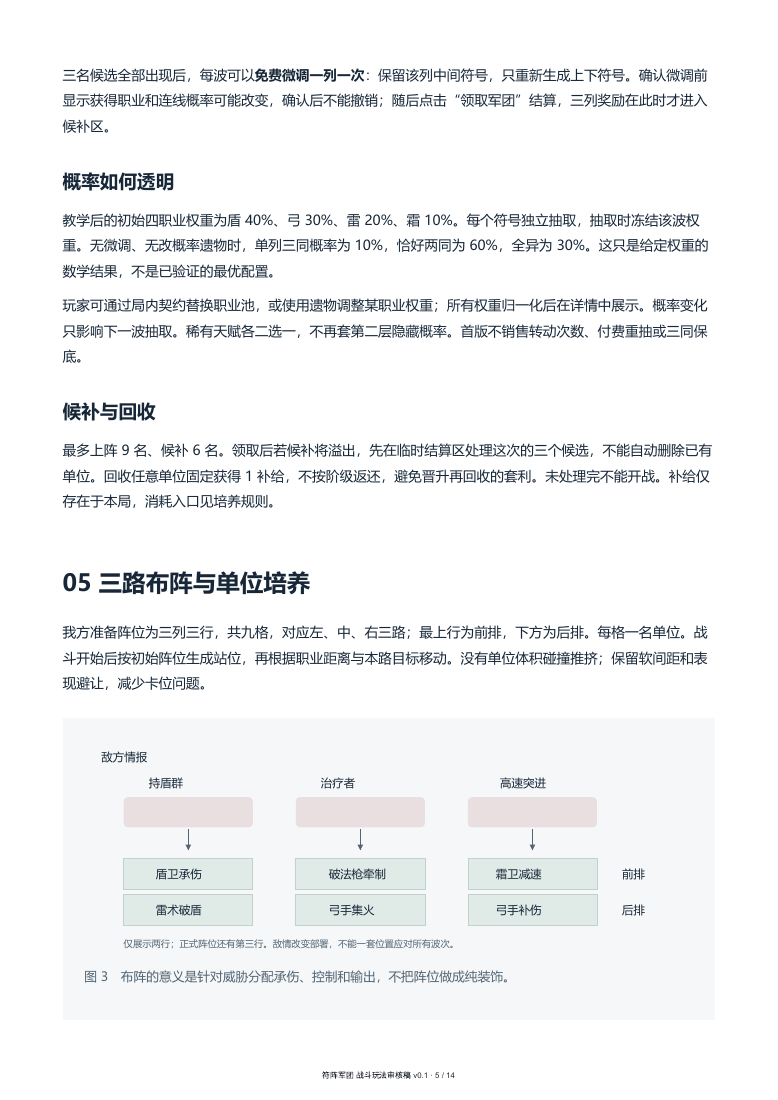 三名候选全部出现后，每波可以免费微调一列一次：保留该列中间符号，只重新生成上下符号。确认微调前
显示获得职业和连线概率可能改变，确认后不能撤销；随后点击“领取军团”结算，三列奖励在此时才进入
候补区。
概率如何透明
教学后的初始四职业权重为盾 40%、弓 30%、雷 20%、霜 10%。每个符号独立抽取，抽取时冻结该波权
重。无微调、无改概率遗物时，单列三同概率为 10%，恰好两同为 60%，全异为 30%。这只是给定权重的
数学结果，不是已验证的最优配置。
玩家可通过局内契约替换职业池，或使用遗物调整某职业权重；所有权重归一化后在详情中展示。概率变化
只影响下一波抽取。稀有天赋各二选一，不再套第二层隐藏概率。首版不销售转动次数、付费重抽或三同保
底。
候补与回收
最多上阵 9 名、候补 6 名。领取后若候补将溢出，先在临时结算区处理这次的三个候选，不能自动删除已有
单位。回收任意单位固定获得 1 补给，不按阶级返还，避免晋升再回收的套利。未处理完不能开战。补给仅
存在于本局，消耗入口见培养规则。
05 三路布阵与单位培养
我方准备阵位为三列三行，共九格，对应左、中、右三路；最上行为前排，下方为后排。每格一名单位。战
斗开始后按初始阵位生成站位，再根据职业距离与本路目标移动。没有单位体积碰撞推挤；保留软间距和表
现避让，减少卡位问题。
敌方情报
持盾群 治疗者 高速突进
盾卫承伤 破法枪牵制 霜卫减速 前排
雷术破盾 弓手集火 弓手补伤 后排
仅展示两行；正式阵位还有第三行。敌情改变部署，不能一套位置应对所有波次。
图 3 布阵的意义是针对威胁分配承伤、控制和输出，不把阵位做成纯装饰。
符阵军团 战斗玩法审核稿 v0.1 · 5 / 14